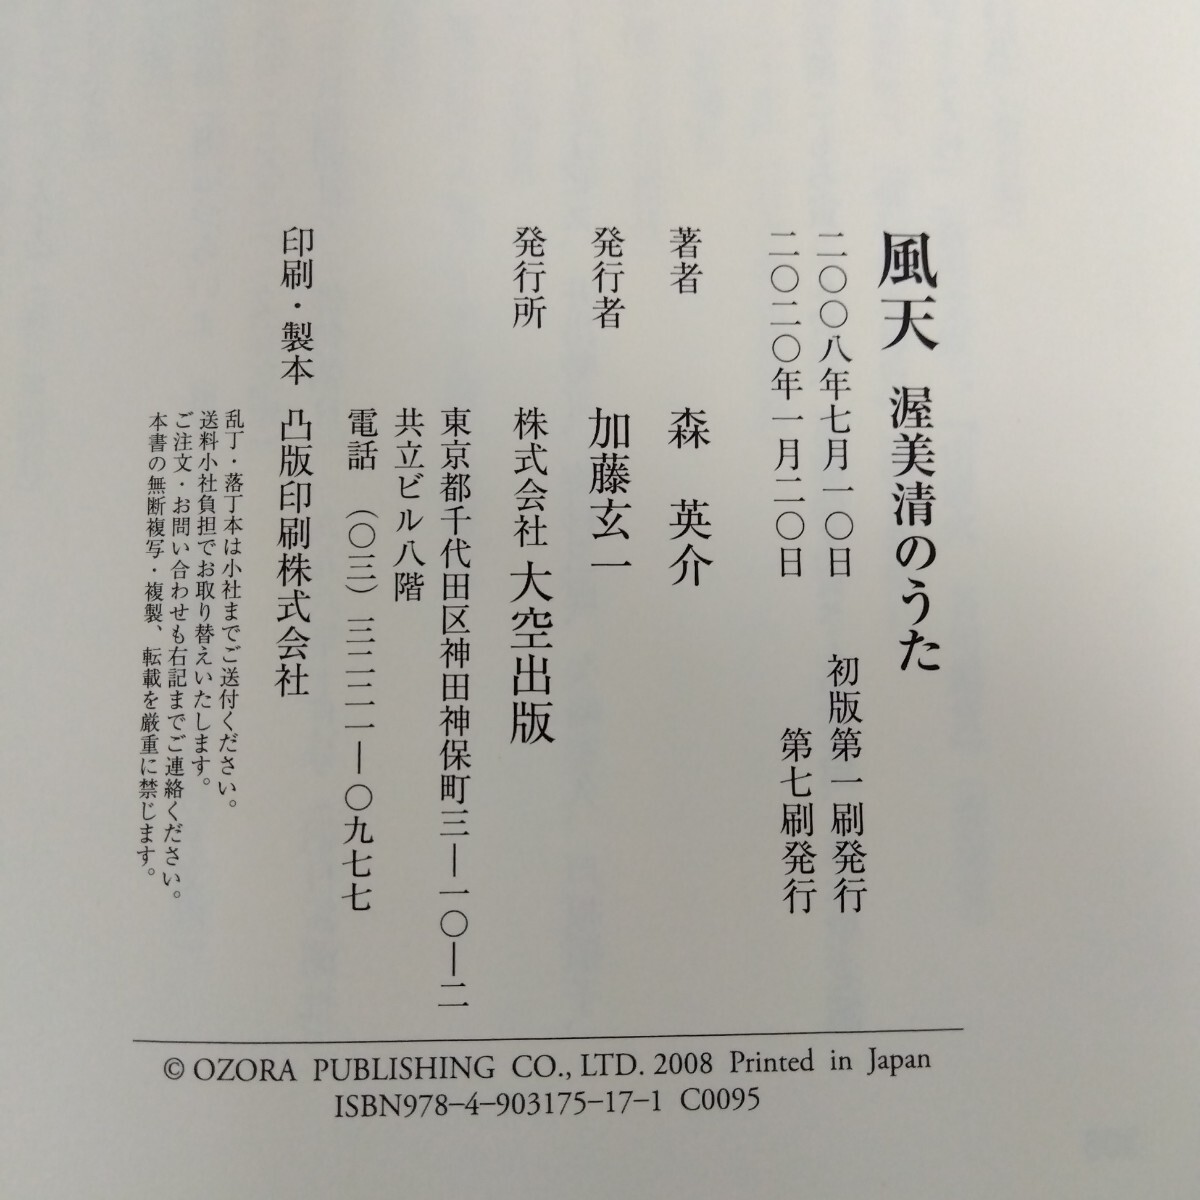 風天 渥美清のうた
二〇〇八年七月一〇日 初版第一刷発行
二〇二〇年一月二〇日 第七刷発行
著者 森 英介
発行者 加藤玄一
発行所 株式会社 大空出版
東京都千代田区神田神保町三―一〇―二
共立ビル八階
電話 (〇三)三二二一―〇九七七
印刷・製本 凸版印刷株式会社
乱丁・落丁本は小社までご送付ください。
送料小社負担でお取り替えいたします。
ご注文・お問い合わせも右記までご連絡ください。
本書の無断複写・複製、転載を厳重に禁じます。
© OZORA PUBLISHING CO., LTD. 2008 Printed in Japan
ISBN978–4–903175–17–1 C0095